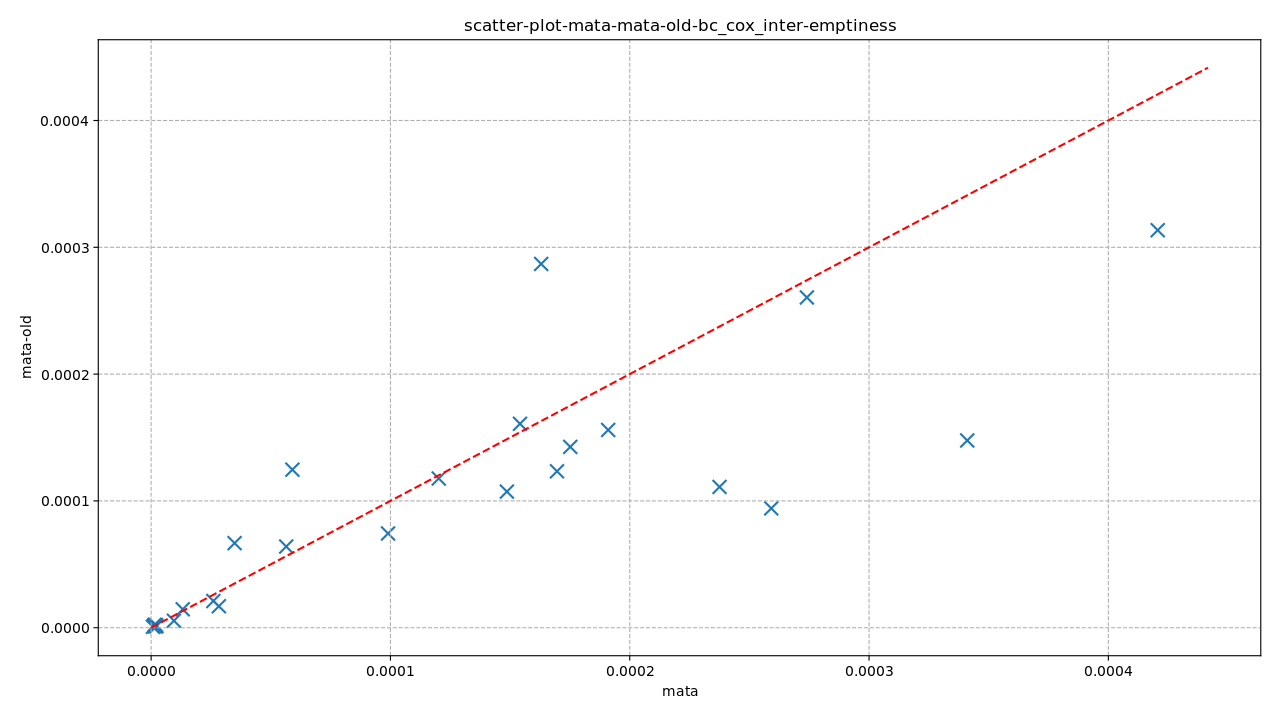 scatter-plot-mata-mata-old-bc_cox_inter-emptiness
mata-old
0.0004
0.0003
0.0002
0.0001
0.0000
0.0000 0.0001 0.0002 0.0003 0.0004
mata